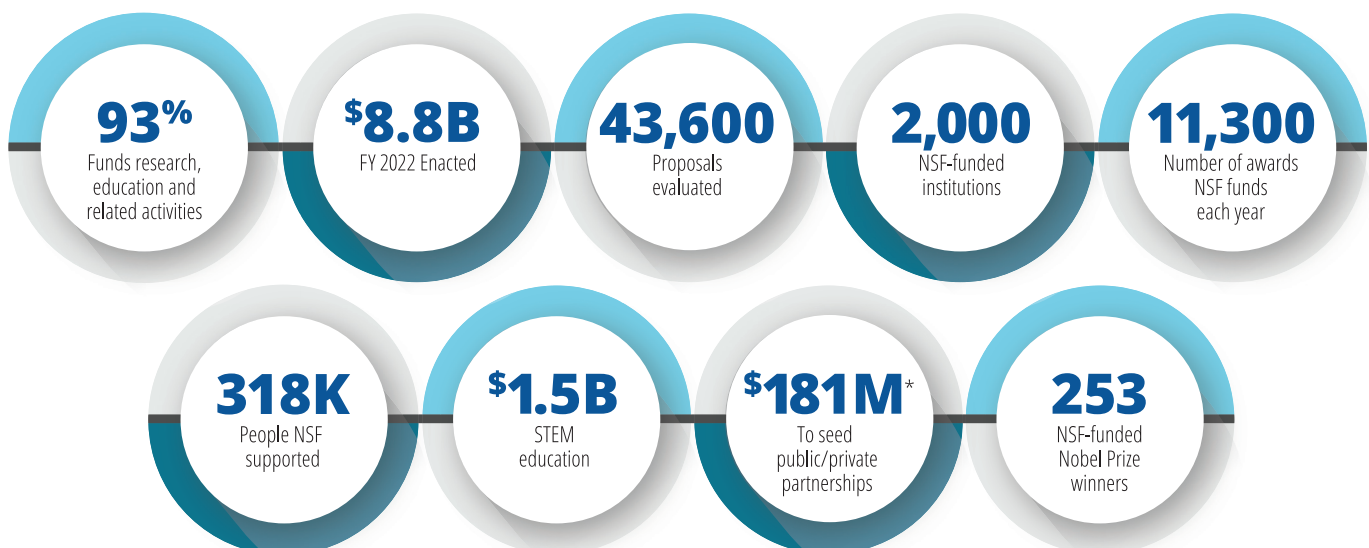 93%
Funds research,
education and
related activities
$8.8B
FY 2022 Enacted
43,600
Proposals
evaluated
2,000
NSF-funded
institutions
11,300
Number of awards
NSF funds
each year
318K
People NSF
supported
$1.5B
STEM
education
$181M*
To seed
public/private
partnerships
253
NSF-funded
Nobel Prize
winners